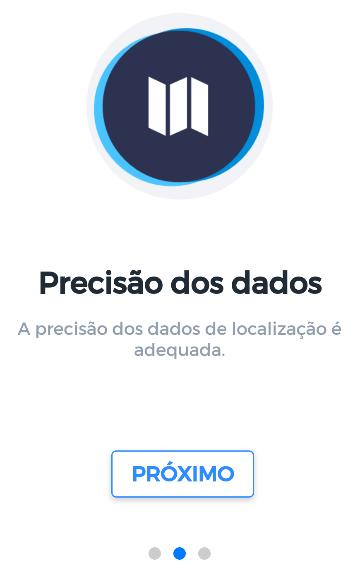 Precisão dos dados
A precisão dos dados de localização é
adequada.
PRÓXIMO